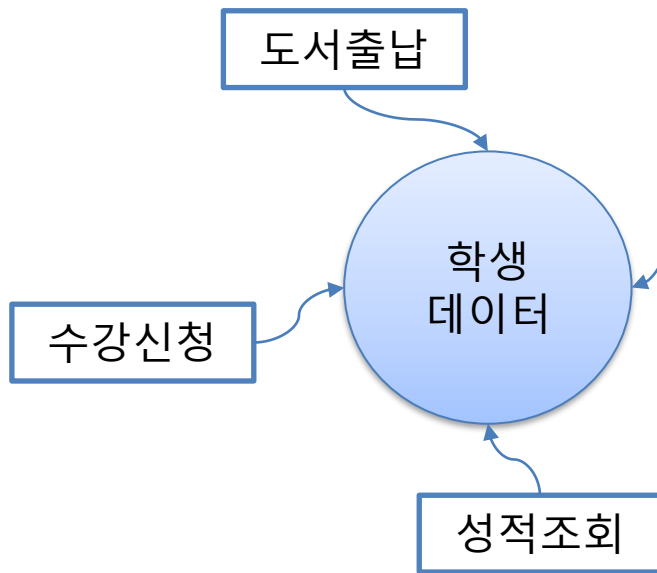 도서출납
학생
데이터
수강신청
성적조회